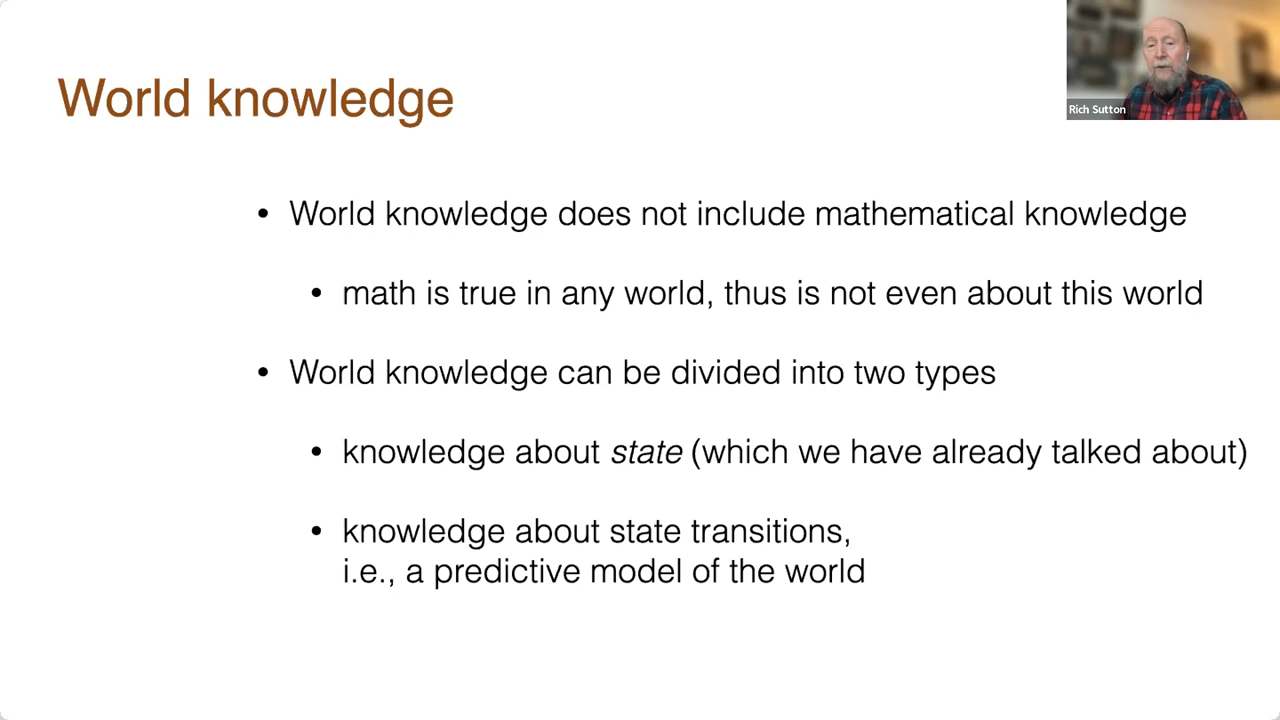 World knowledge
Rich Sutton
• World knowledge does not include mathematical knowledge
• math is true in any world, thus is not even about this world
• World knowledge can be divided into two types
• knowledge about state (which we have already talked about)
• knowledge about state transitions,
i.e., a predictive model of the world